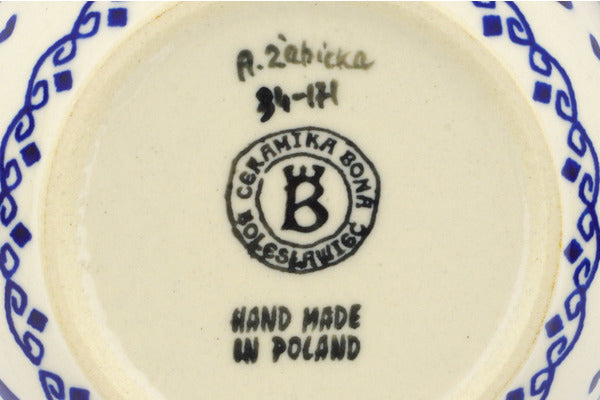 A. Żabicka
34-171
CERAMIKA BONA
B
BOLESŁAWIEC
HAND MADE
IN POLAND